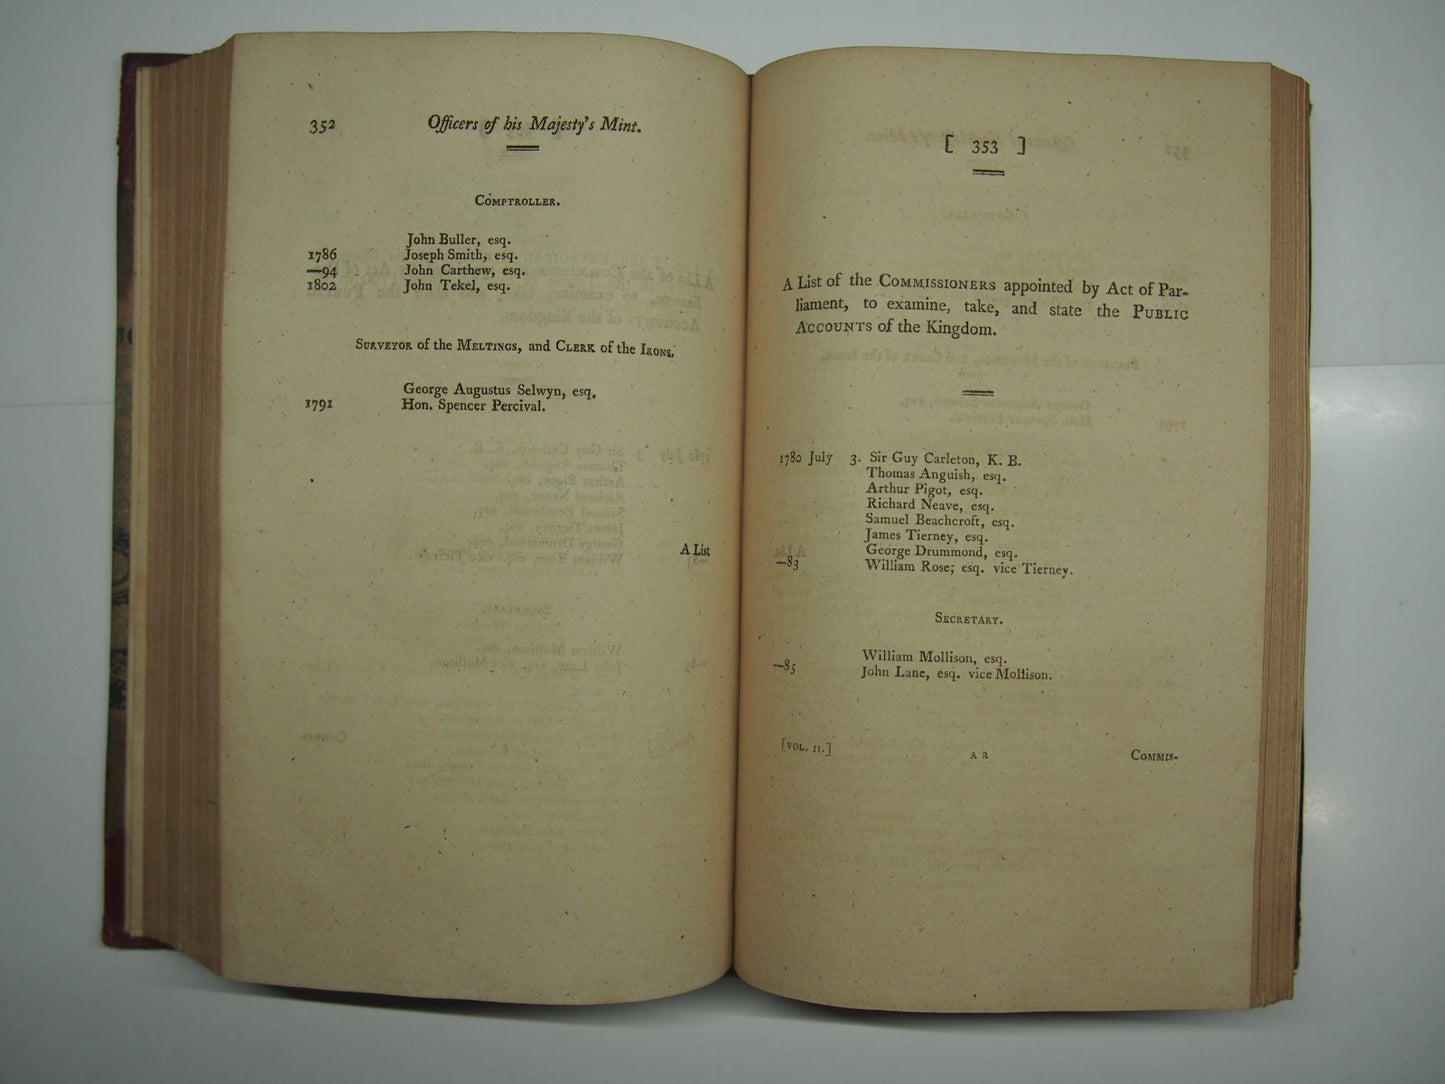 352
Officers of his Majesty's Mint.
COMPTROLLER.
John Buller, esq.
1786 Joseph Smith, esq.
—94 John Carthew, esq.
1802 John Tekel, esq.
SURVEYOR of the MELTINGS, and CLERK of the IRONS.
George Augustus Selwyn, esq.
1791 Hon. Spencer Percival.
A List
[ 353 ]
A List of the COMMISSIONERS appointed by Act of Par-
liament, to examine, take, and state the PUBLIC
ACCOUNTS of the Kingdom.
1780 July 3. Sir Guy Carleton, K. B.
Thomas Anguish, esq.
Arthur Pigot, esq.
Richard Neave, esq.
Samuel Beachcroft, esq.
James Tierney, esq.
George Drummond, esq.
—83 William Rose, esq. vice Tierney.
SECRETARY.
William Mollison, esq.
—85 John Lane, esq. vice Mollison.
[VOL. II.] A a COMMIS-